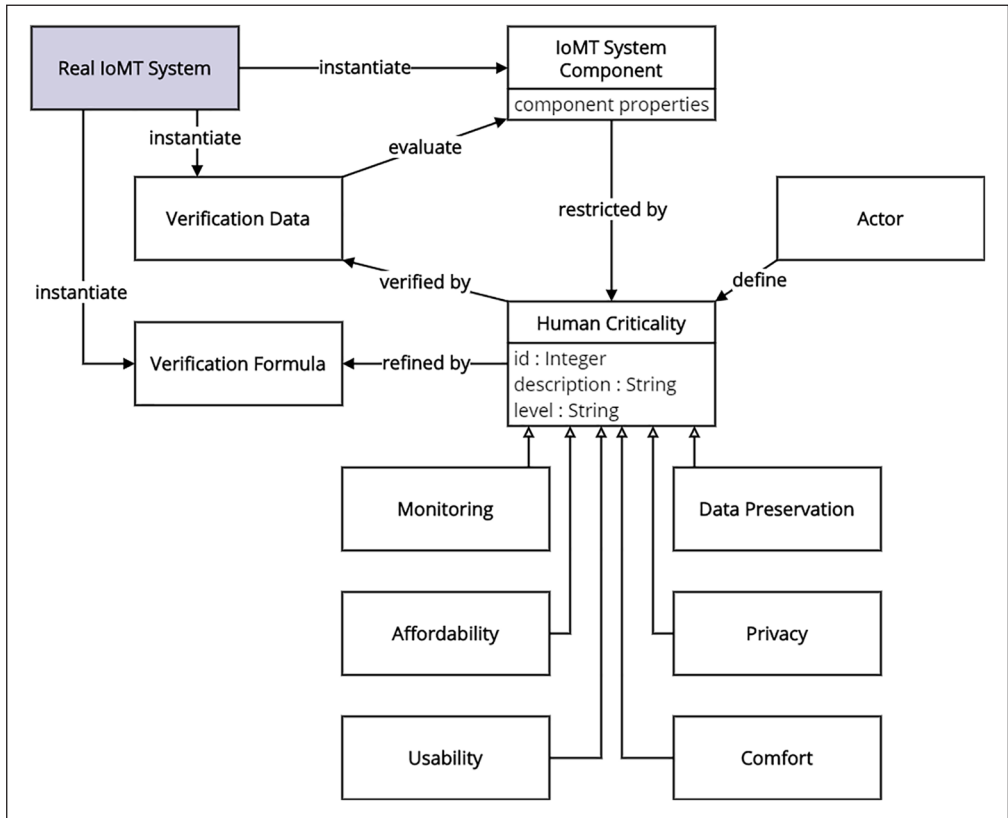 Real IoMT System
instantiate
IoMT System
Component
component properties
instantiate
evaluate
Verification Data
restricted by
Actor
verified by
define
instantiate
Human Criticality
Verification Formula
refined by
id : Integer
description : String
level : String
Monitoring
Data Preservation
Affordability
Privacy
Usability
Comfort